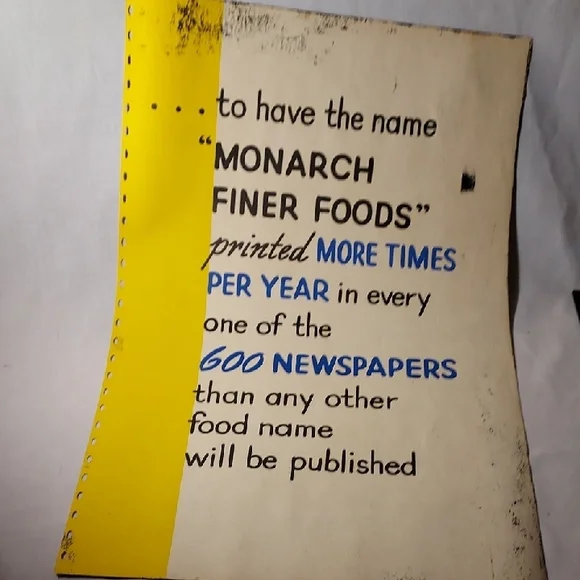 ... to have the name
"MONARCH
FINER FOODS"
printed MORE TIMES
PER YEAR in every
one of the
600 NEWSPAPERS
than any other
food name
will be published